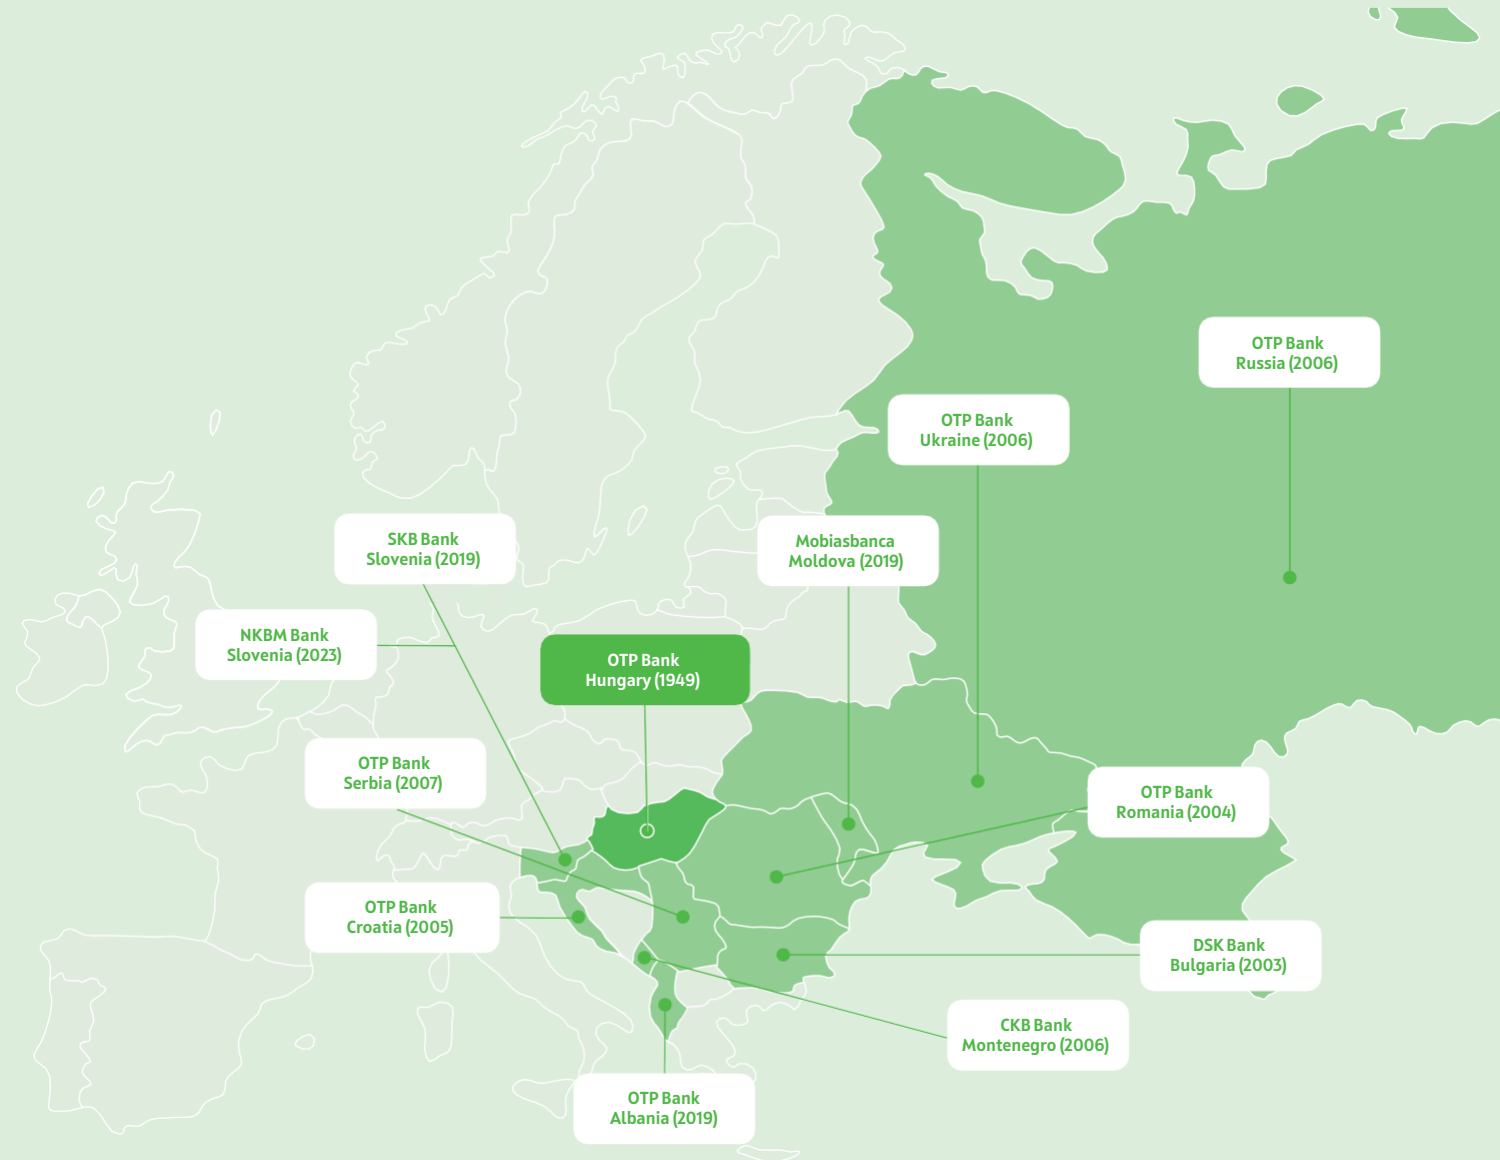 OTP Bank
Russia (2006)
OTP Bank
Ukraine (2006)
SKB Bank
Slovenia (2019)
Mobiasbanca
Moldova (2019)
NKBM Bank
Slovenia (2023)
OTP Bank
Hungary (1949)
OTP Bank
Serbia (2007)
OTP Bank
Romania (2004)
OTP Bank
Croatia (2005)
DSK Bank
Bulgaria (2003)
CKB Bank
Montenegro (2006)
OTP Bank
Albania (2019)